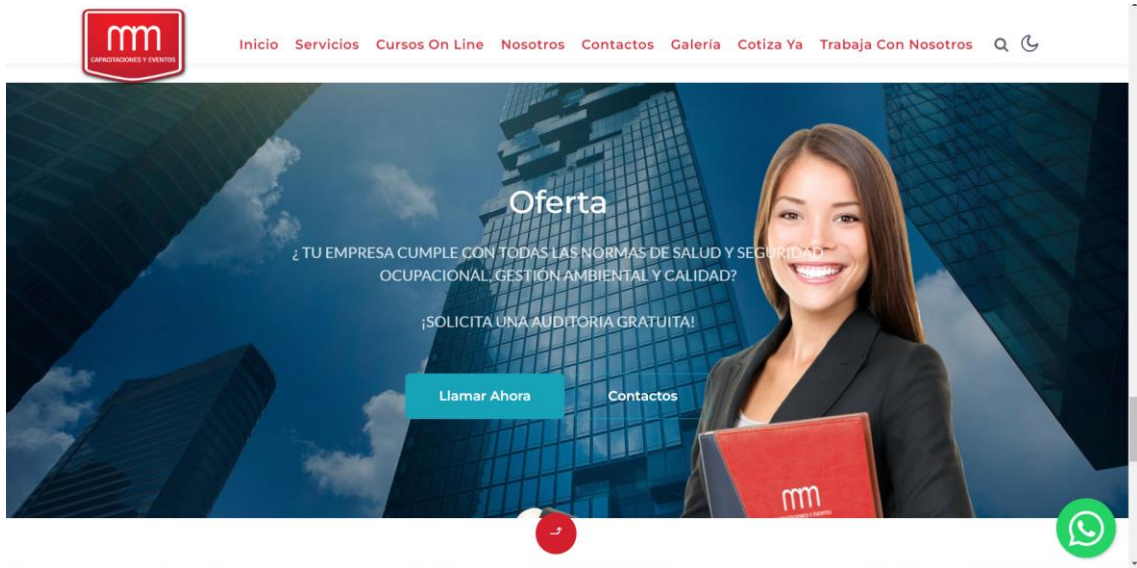 mm
CAPACITACIONES Y EVENTOS
Inicio Servicios Cursos On Line Nosotros Contactos Galería Cotiza Ya Trabaja Con Nosotros
Oferta
¿ TU EMPRESA CUMPLE CON TODAS LAS NORMAS DE SALUD Y SEGURIDAD
OCUPACIONAL, GESTIÓN AMBIENTAL Y CALIDAD?
¡SOLICITA UNA AUDITORIA GRATUITA!
Llamar Ahora Contactos
mm
CAPACITACIONES Y EVENTOS